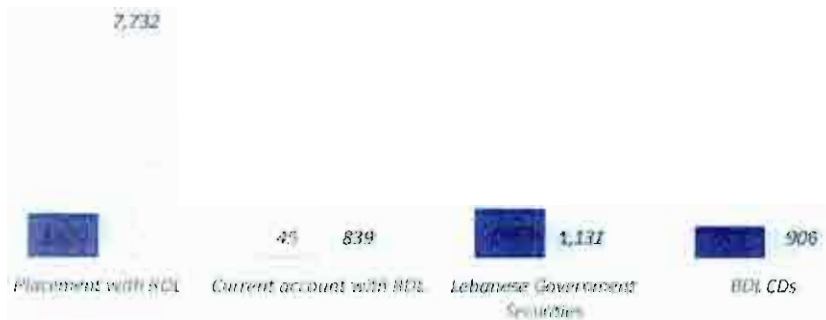 7,732
45 839 1,131 906
Placement with BDL Current account with BDL Lebanese Government BDL CDs
Securities